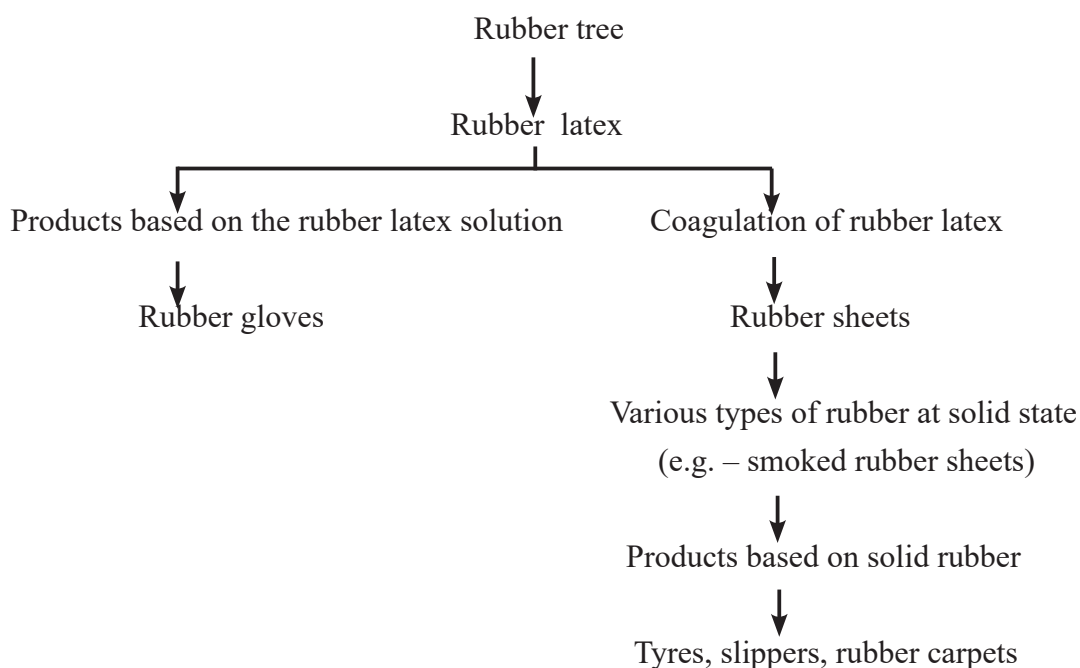 Rubber tree
Rubber latex
Products based on the rubber latex solution
Coagulation of rubber latex
Rubber gloves
Rubber sheets
Various types of rubber at solid state
(e.g. – smoked rubber sheets)
Products based on solid rubber
Tyres, slippers, rubber carpets